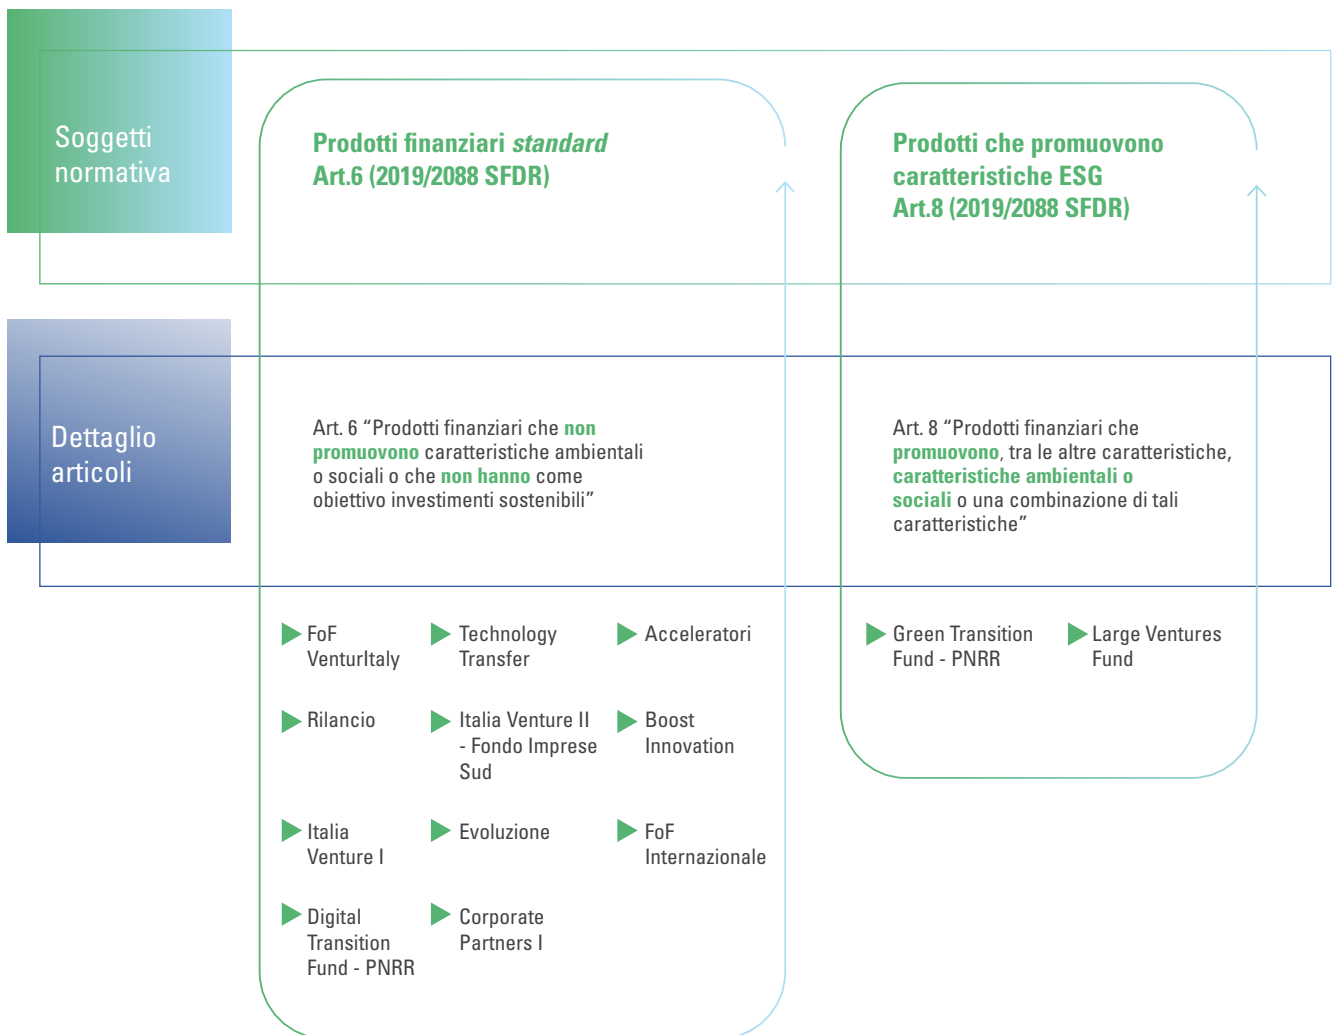 Soggetti
normativa
Prodotti finanziari standard
Art.6 (2019/2088 SFDR)
Prodotti che promuovono
caratteristiche ESG
Art.8 (2019/2088 SFDR)
Dettaglio
articoli
Art. 6 “Prodotti finanziari che non
promuovono caratteristiche ambientali
o sociali o che non hanno come
obiettivo investimenti sostenibili”
Art. 8 “Prodotti finanziari che
promuovono, tra le altre caratteristiche,
caratteristiche ambientali o
sociali o una combinazione di tali
caratteristiche”
FoF
VenturItaly
Technology
Transfer
Acceleratori
Rilancio
Italia Venture II
- Fondo Imprese
Sud
Boost
Innovation
Italia
Venture I
Evoluzione
FoF
Internazionale
Digital
Transition
Fund - PNRR
Corporate
Partners I
Green Transition
Fund - PNRR
Large Ventures
Fund